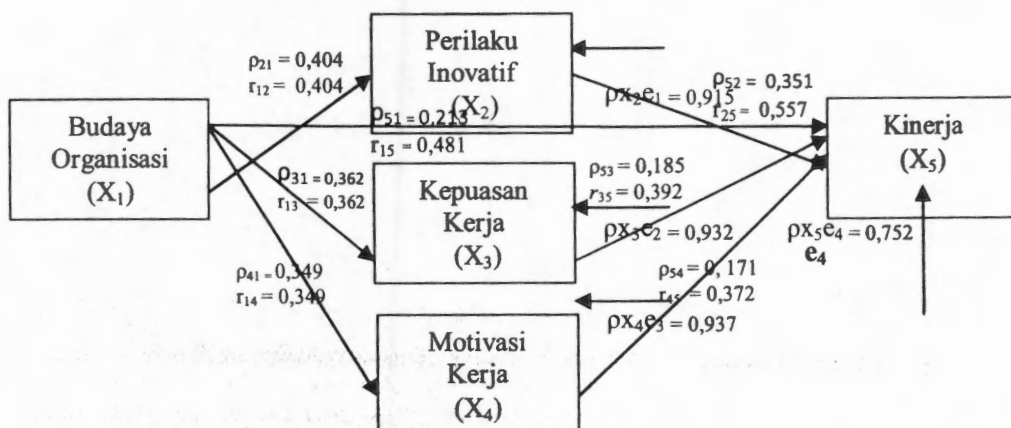 Perilaku
Inovatif
(X₂)
ρ₂₁ = 0,404
r₁₂ = 0,404
ρx₂e₁ = 0,915
ρ₅₂ = 0,351
r₂₅ = 0,557
Budaya
Organisasi
(X₁)
ρ₅₁ = 0,213
r₁₅ = 0,481
Kinerja
(X₅)
ρ₃₁ = 0,362
r₁₃ = 0,362
Kepuasan
Kerja
(X₃)
ρ₅₃ = 0,185
r₃₅ = 0,392
ρx₃e₂ = 0,932
ρx₅e₄ = 0,752
e₄
ρ₄₁ = 0,349
r₁₄ = 0,349
ρ₅₄ = 0,171
r₄₅ = 0,372
ρx₄e₃ = 0,937
Motivasi
Kerja
(X₄)